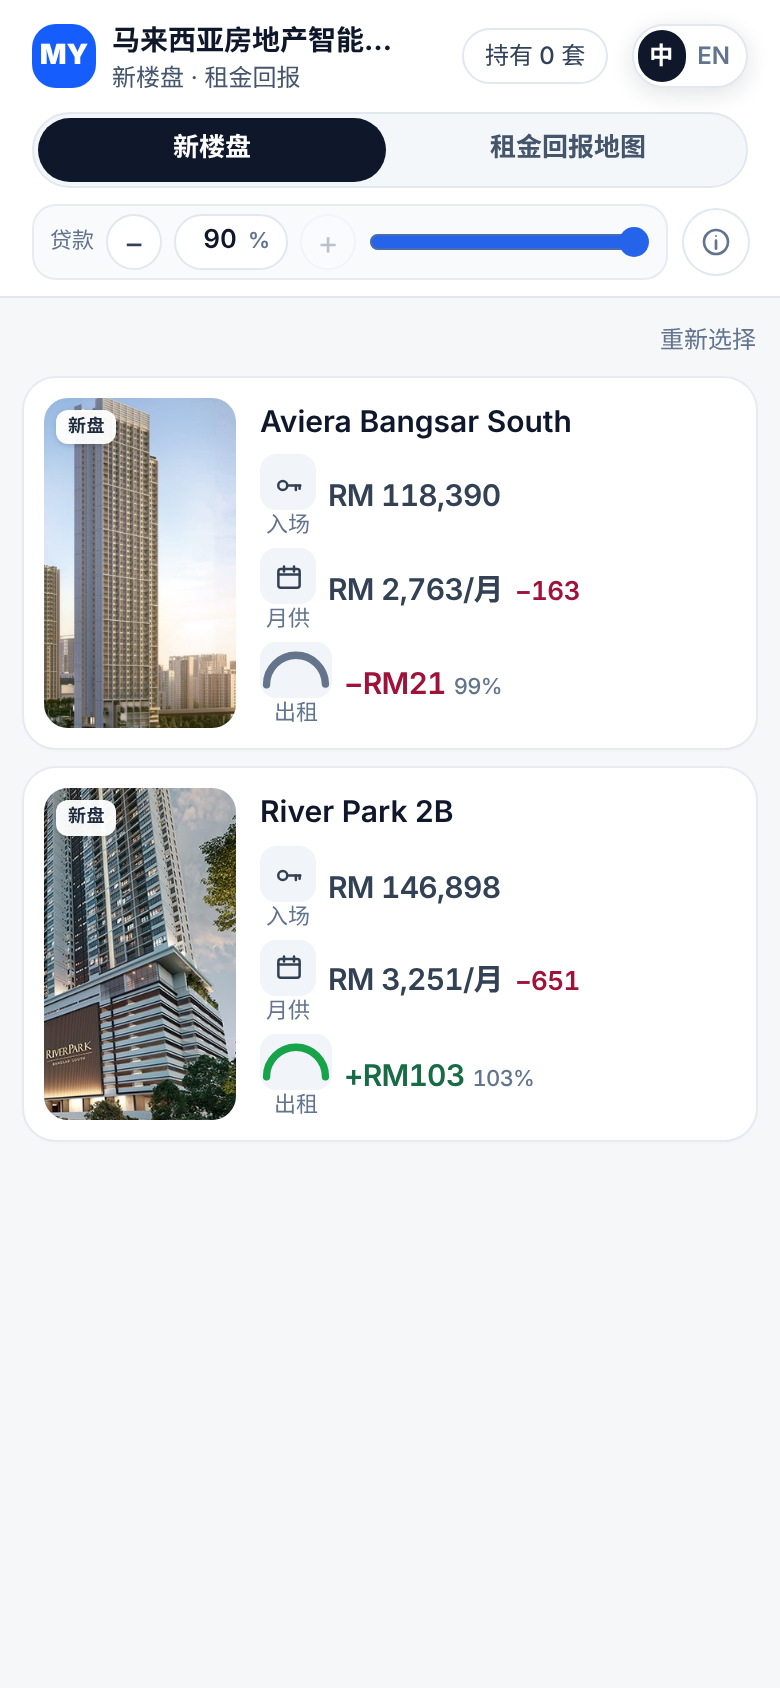 MY
马来西亚房地产智能...
新楼盘 · 租金回报
持有 0 套
中 EN
新楼盘
租金回报地图
贷款 − 90 % +
重新选择
新盘
Aviera Bangsar South
RM 118,390
入场
RM 2,763/月 −163
月供
−RM21 99%
出租
新盘
RIVERPARK
BANGSAR SOUTH
River Park 2B
RM 146,898
入场
RM 3,251/月 −651
月供
+RM103 103%
出租